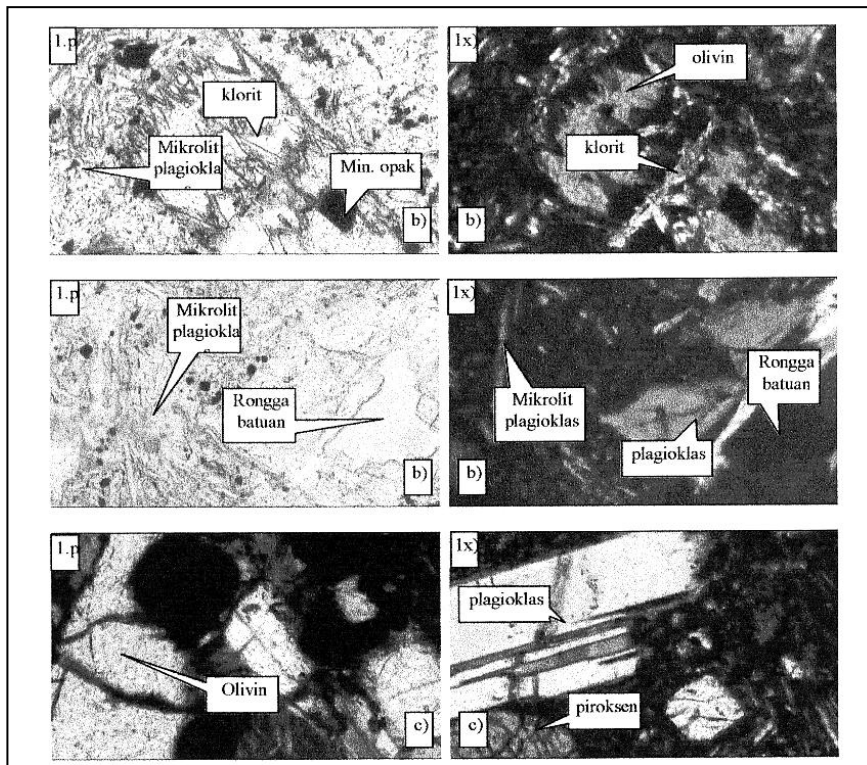 1.p
klorit
Mikrolit
plagiokla
Min. opak
b)
1x)
olivin
klorit
b)
1.p
Mikrolit
plagiokla
Rongga
batuan
b)
1x)
Rongga
batuan
Mikrolit
plagioklas
plagioklas
b)
1.p
Olivin
c)
1x)
plagioklas
piroksen
c)